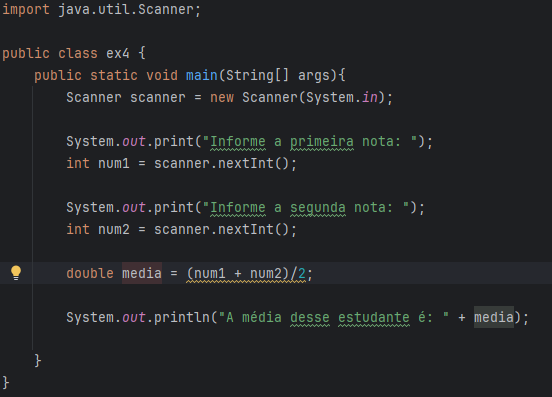 import java.util.Scanner;
public class ex4 {
public static void main(String[] args){
Scanner scanner = new Scanner(System.in);
System.out.print("Informe a primeira nota: ");
int num1 = scanner.nextInt();
System.out.print("Informe a segunda nota: ");
int num2 = scanner.nextInt();
double media = (num1 + num2)/2;
System.out.println("A média desse estudante é: " + media);
}
}